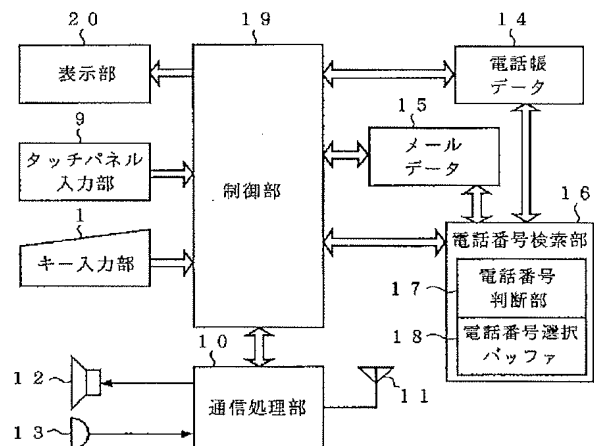 ２０
表示部
９
タッチパネル
入力部
１
キー入力部
１９
制御部
１４
電話帳
データ
１５
メール
データ
１６
電話番号検索部
１７
電話番号
判断部
１８
電話番号選択
バッファ
１０
通信処理部
１１
１２
１３